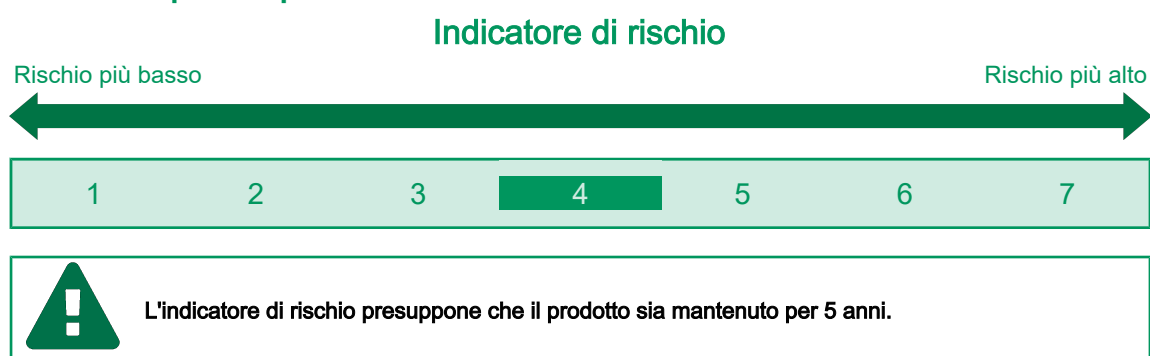 Indicatore di rischio
Rischio più basso Rischio più alto
1 2 3 4 5 6 7
L'indicatore di rischio presuppone che il prodotto sia mantenuto per 5 anni.